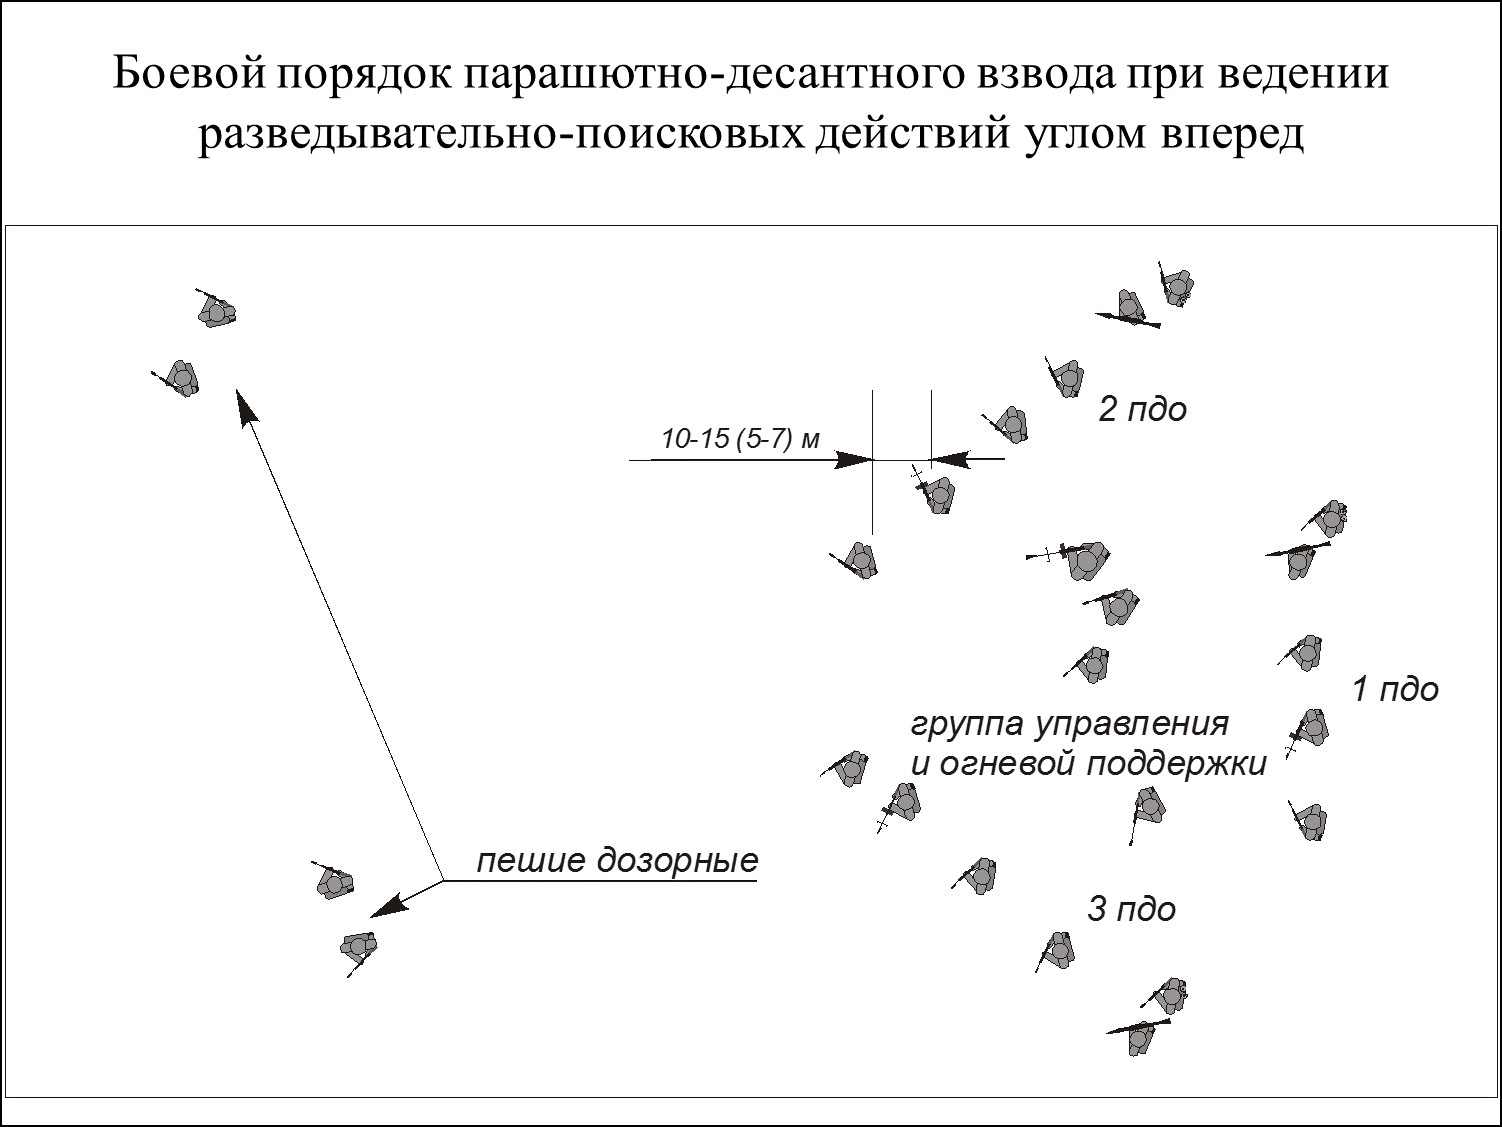 Боевой порядок парашютно-десантного взвода при ведении
разведывательно-поисковых действий углом вперед
2 пдо
10-15 (5-7) м
1 пдо
группа управления
и огневой поддержки
пешие дозорные
3 пдо